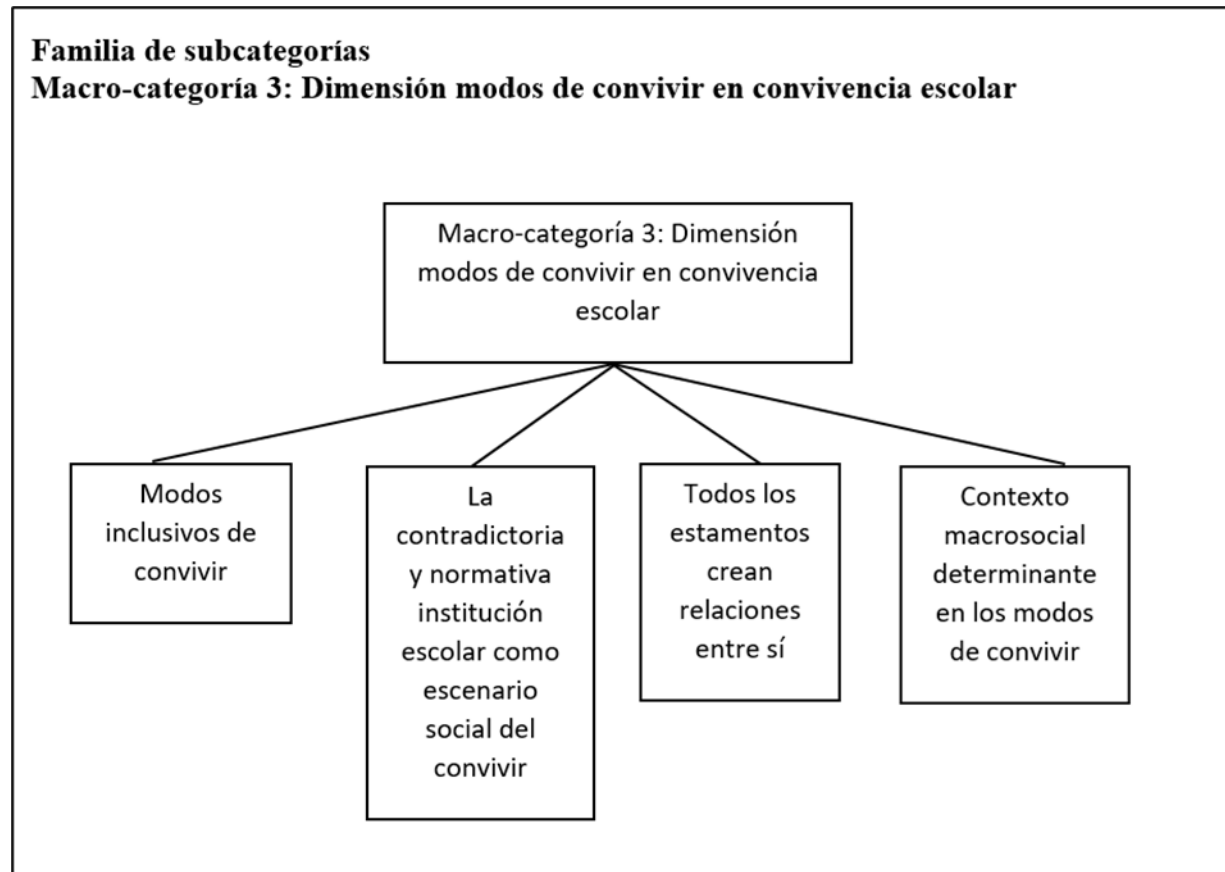 Familia de subcategorías
Macro-categoría 3: Dimensión modos de convivir en convivencia escolar
Macro-categoría 3: Dimensión
modos de convivir en convivencia
escolar
Modos
inclusivos de
convivir
La
contradictoria
y normativa
institución
escolar como
escenario
social del
convivir
Todos los
estamentos
crean
relaciones
entre sí
Contexto
macrosocial
determinante
en los modos
de convivir